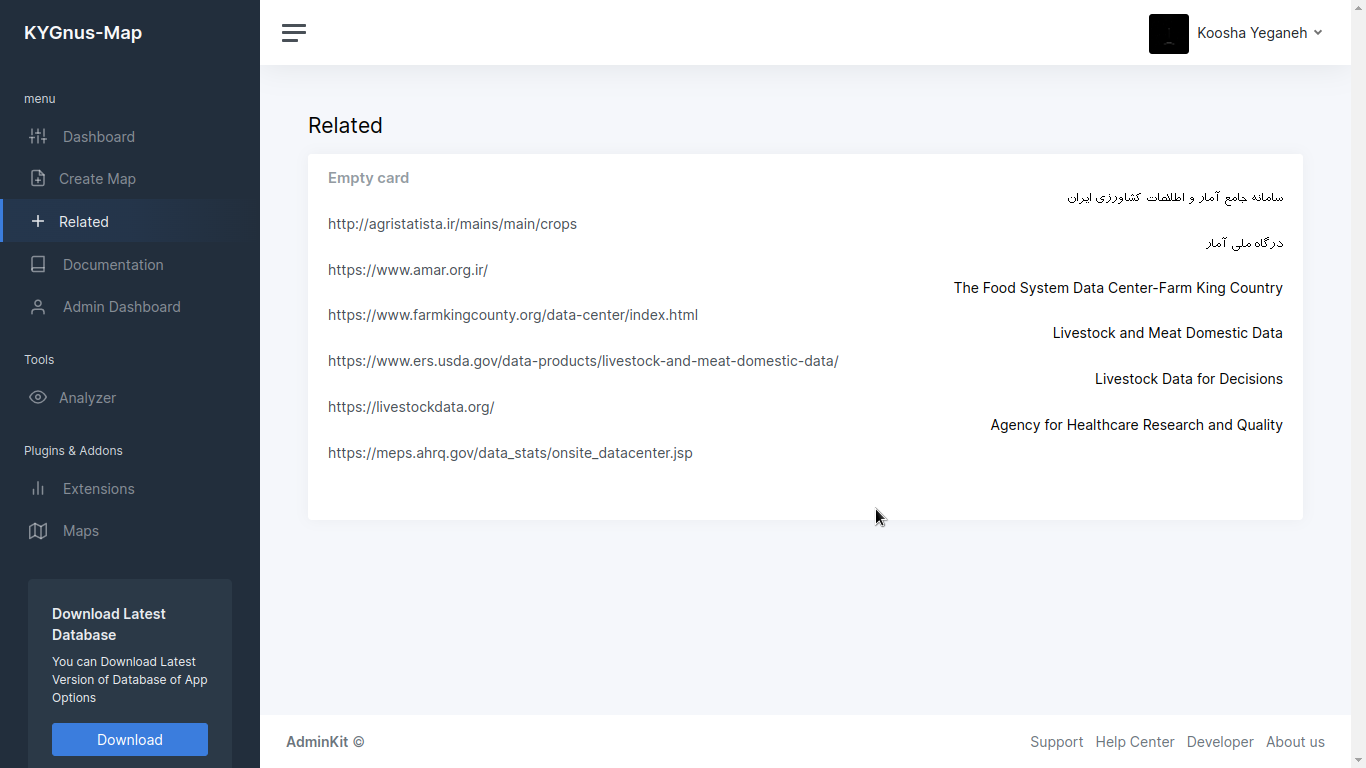 KYGnus-Map
Koosha Yeganeh
menu
Dashboard
Create Map
Related
Documentation
Admin Dashboard
Tools
Analyzer
Plugins & Addons
Extensions
Maps
Download Latest
Database
You can Download Latest
Version of Database of App
Options
Download
Related
Empty card
سامانه جامع آمار و اطلاعات کشاورزی ایران
http://agristatista.ir/mains/main/crops
درگاه ملی آمار
https://www.amar.org.ir/
The Food System Data Center-Farm King Country
https://www.farmkingcounty.org/data-center/index.html
Livestock and Meat Domestic Data
https://www.ers.usda.gov/data-products/livestock-and-meat-domestic-data/
Livestock Data for Decisions
https://livestockdata.org/
Agency for Healthcare Research and Quality
https://meps.ahrq.gov/data_stats/onsite_datacenter.jsp
AdminKit ©
Support Help Center Developer About us